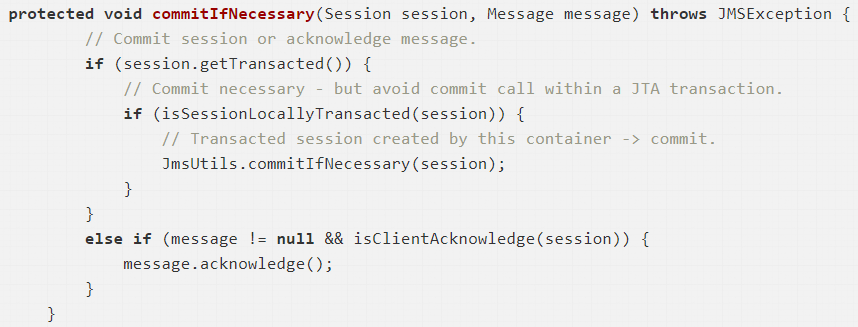 protected void commitIfNecessary(Session session, Message message) throws JMSException {
// Commit session or acknowledge message.
if (session.getTransacted()) {
// Commit necessary - but avoid commit call within a JTA transaction.
if (isSessionLocallyTransacted(session)) {
// Transacted session created by this container -> commit.
JmsUtils.commitIfNecessary(session);
}
}
else if (message != null && isClientAcknowledge(session)) {
message.acknowledge();
}
}